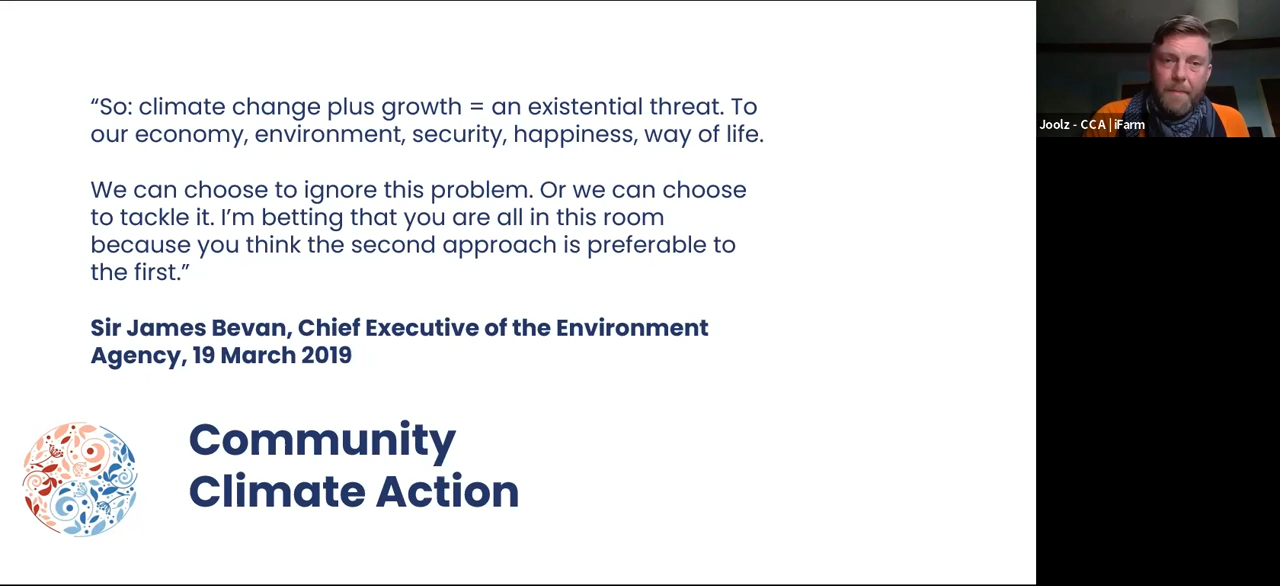 “So: climate change plus growth = an existential threat. To
our economy, environment, security, happiness, way of life.
We can choose to ignore this problem. Or we can choose
to tackle it. I’m betting that you are all in this room
because you think the second approach is preferable to
the first.”
Sir James Bevan, Chief Executive of the Environment
Agency, 19 March 2019
Community
Climate Action
Joolz - CCA | iFarm